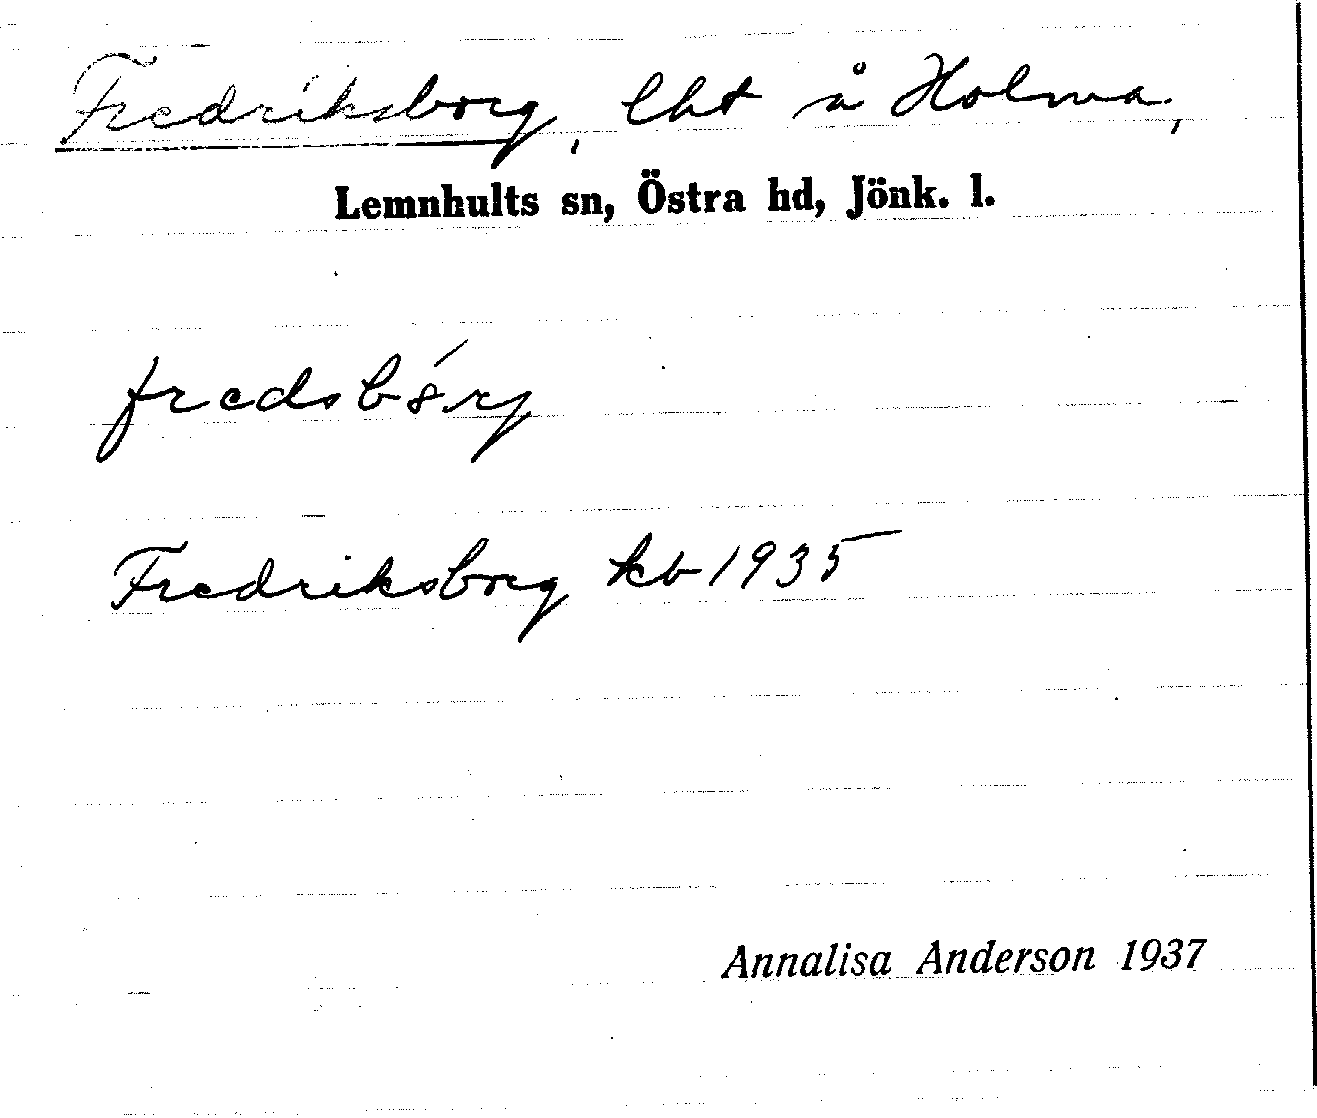 Fredriksborg, lht å Holma,
Lemnhults sn, Östra hd, Jönk. l.
fredsbórj
Fredriksborg kb 1935
Annalisa Anderson 1937